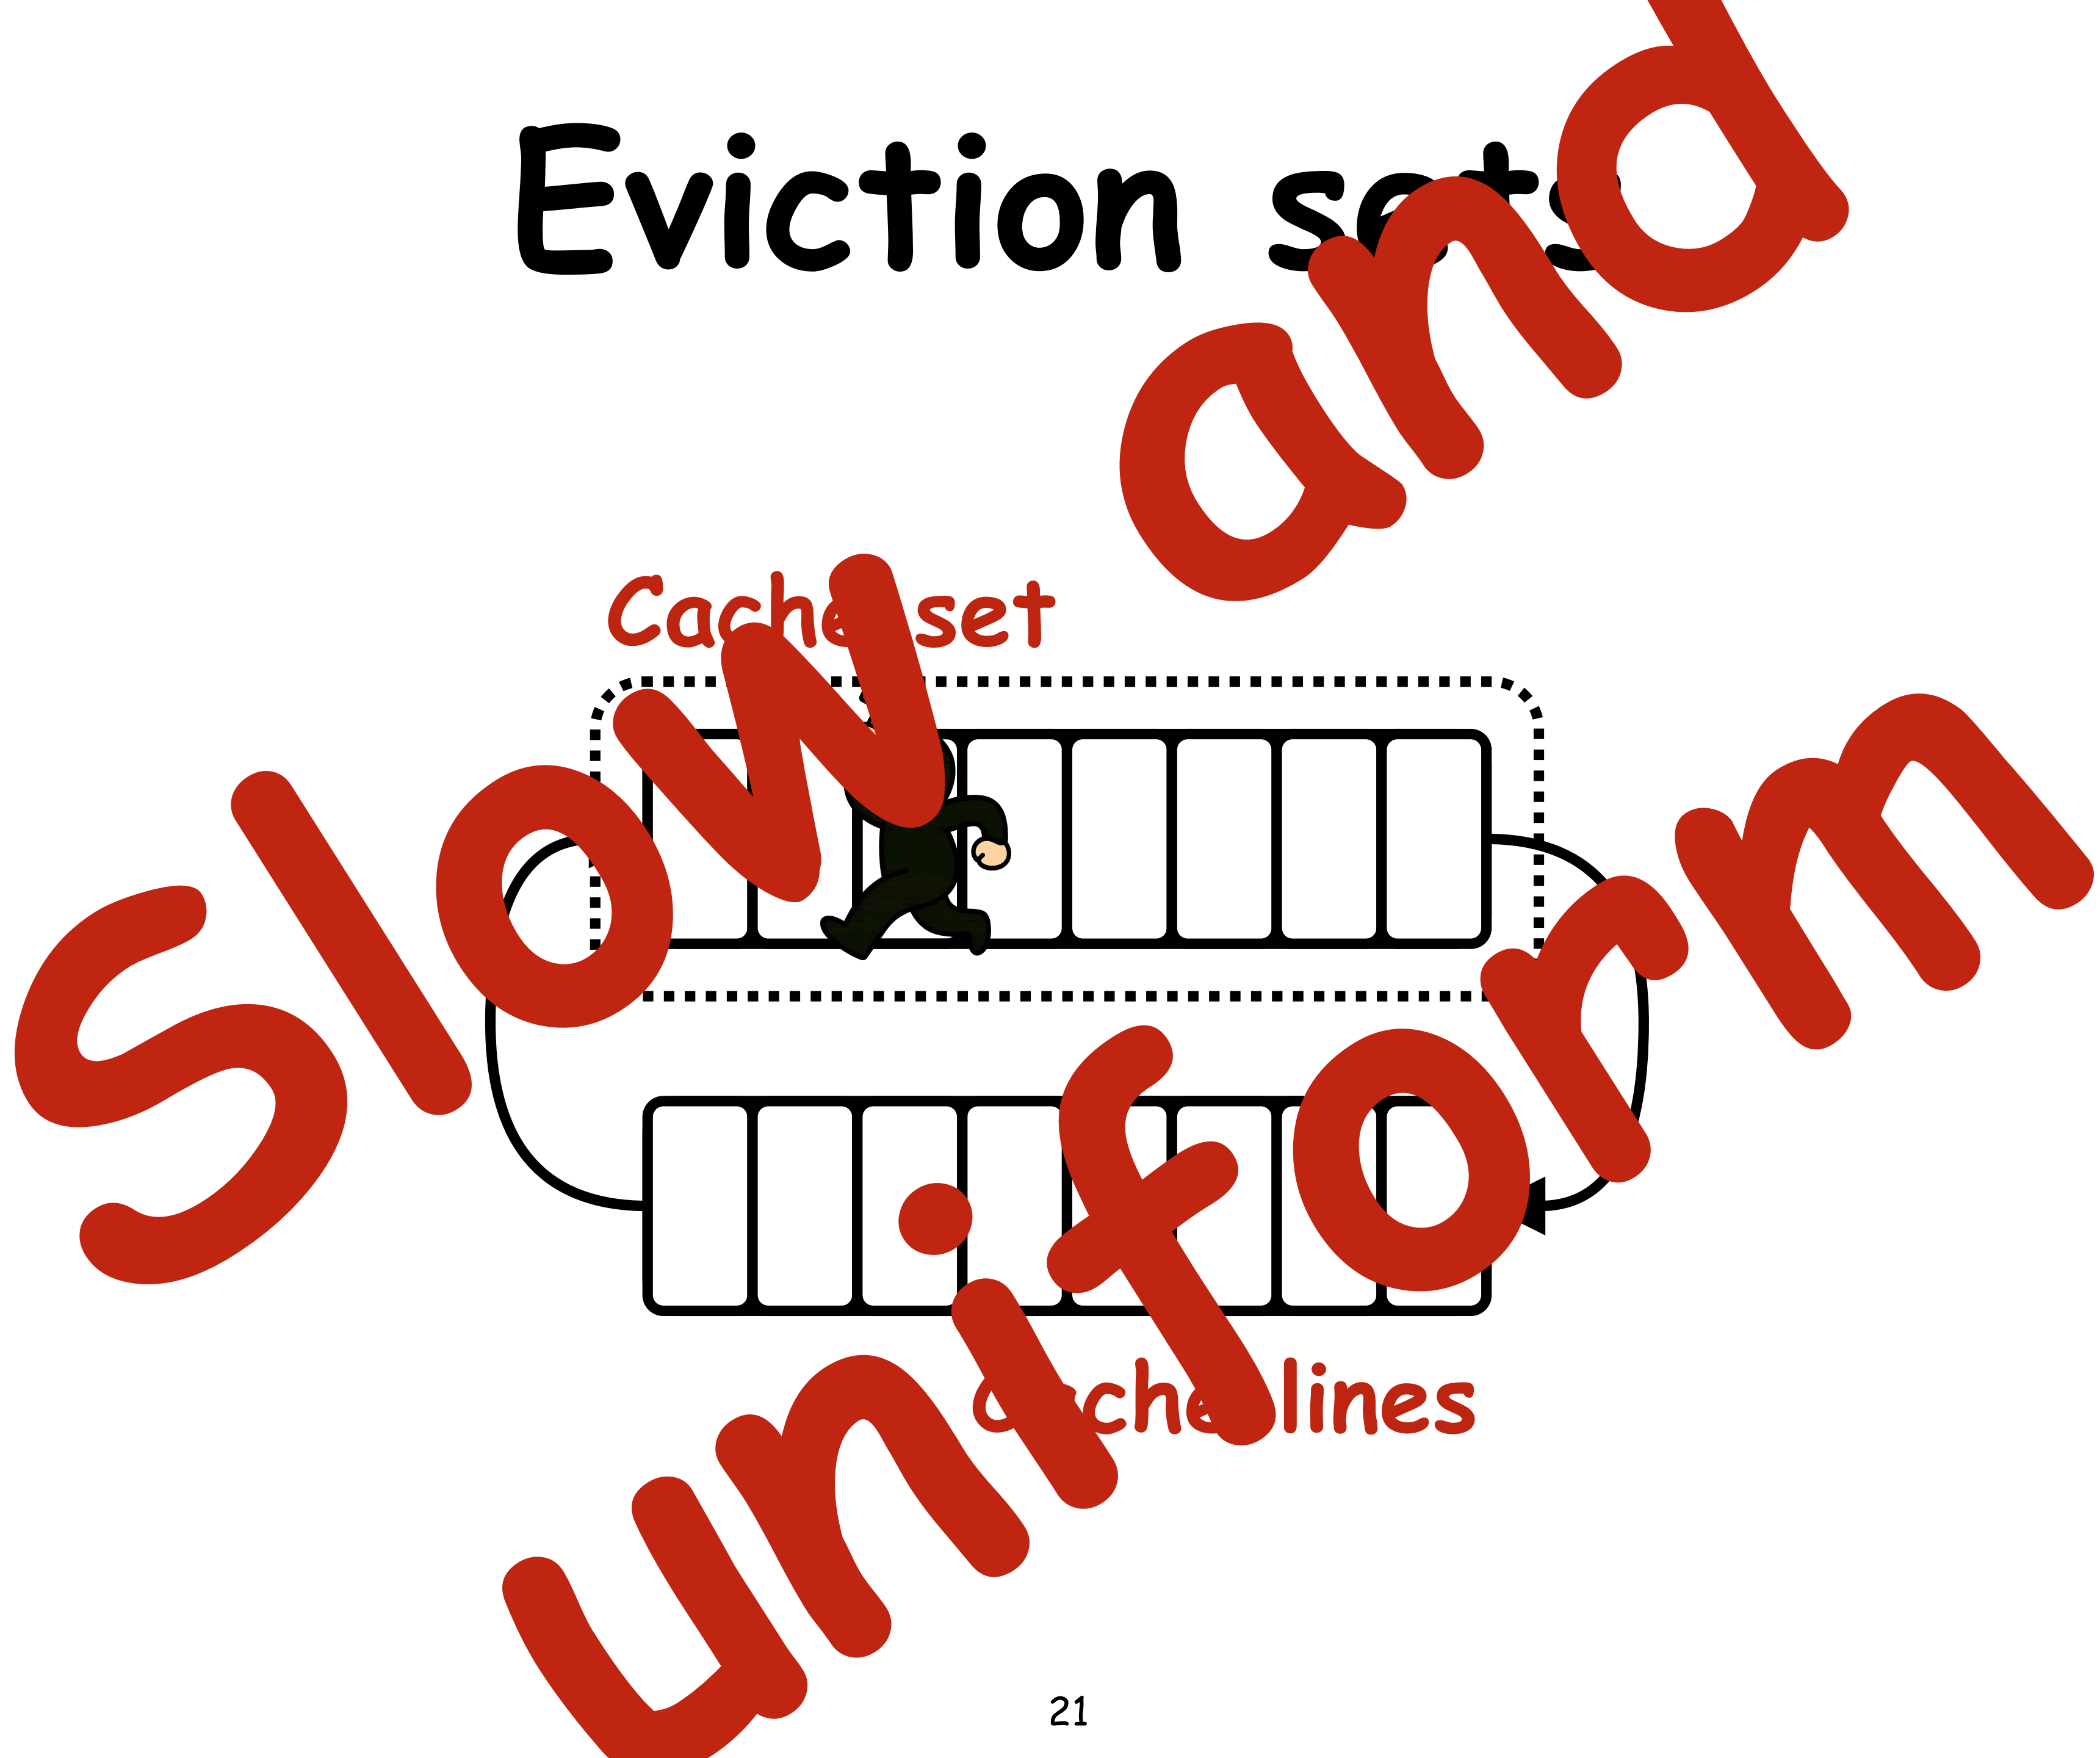 Eviction sets
Cache set
Cache lines
Slow and
uniform
21